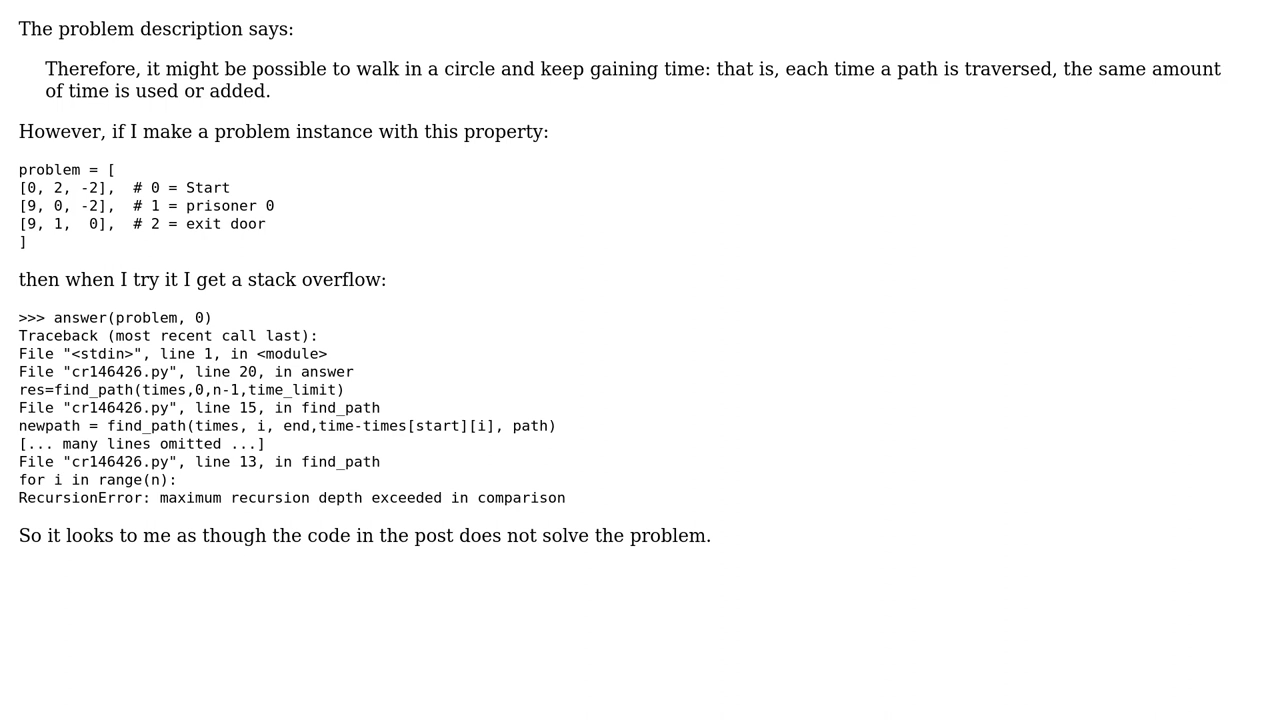 The problem description says:
Therefore, it might be possible to walk in a circle and keep gaining time: that is, each time a path is traversed, the same amount
of time is used or added.
However, if I make a problem instance with this property:
problem = [
[0, 2, -2],  # 0 = Start
[9, 0, -2],  # 1 = prisoner 0
[9, 1,  0],  # 2 = exit door
]
then when I try it I get a stack overflow:
>>> answer(problem, 0)
Traceback (most recent call last):
File "<stdin>", line 1, in <module>
File "cr146426.py", line 20, in answer
res=find_path(times,0,n-1,time_limit)
File "cr146426.py", line 15, in find_path
newpath = find_path(times, i, end,time-times[start][i], path)
[... many lines omitted ...]
File "cr146426.py", line 13, in find_path
for i in range(n):
RecursionError: maximum recursion depth exceeded in comparison
So it looks to me as though the code in the post does not solve the problem.